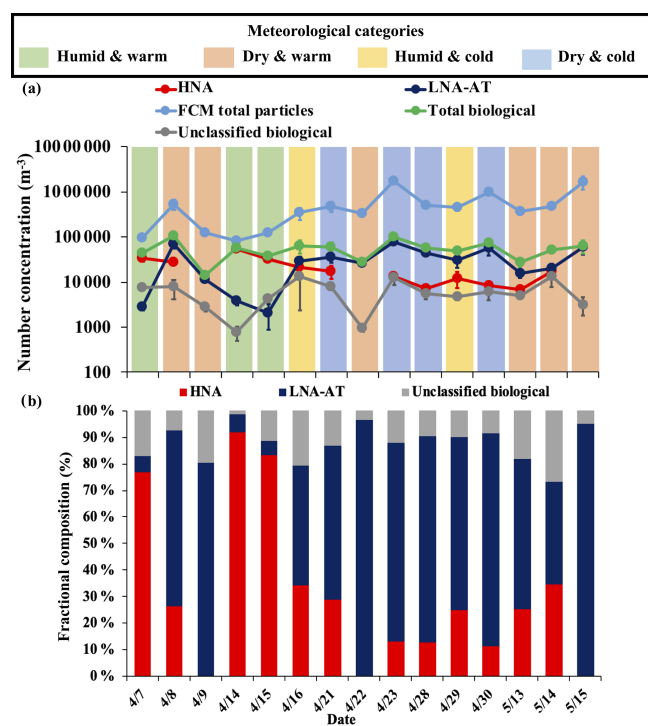 Meteorological categories
Humid & warm Dry & warm Humid & cold Dry & cold
(a)
HNA LNA-AT
FCM total particles Total biological
Unclassified biological
Number concentration (m⁻³)
100 000 000
10 000 000
1 000 000
100 000
10 000
1000
100
(b)
HNA LNA-AT Unclassified biological
Fractional composition (%)
100 %
90 %
80 %
70 %
60 %
50 %
40 %
30 %
20 %
10 %
0 %
4/7 4/8 4/9 4/14 4/15 4/16 4/21 4/22 4/23 4/28 4/29 4/30 5/13 5/14 5/15
Date